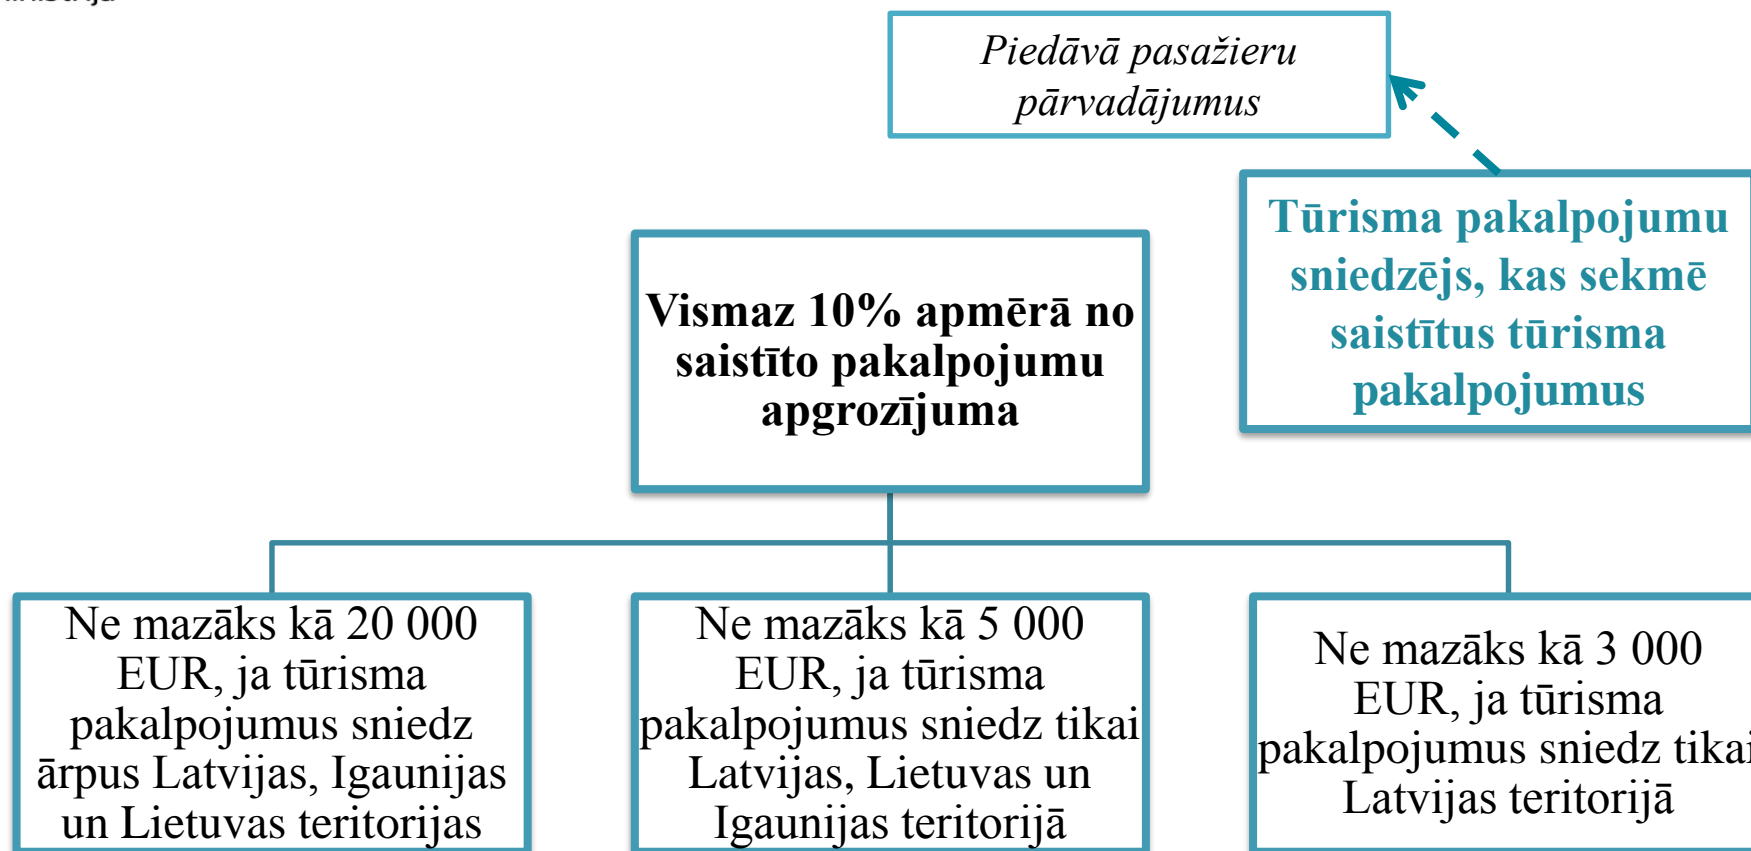 Piedāvā pasažieru
pārvadājumus
Tūrisma pakalpojumu
sniedzējs, kas sekmē
saistītus tūrisma
pakalpojumus
Vismaz 10% apmērā no
saistīto pakalpojumu
apgrozījuma
Ne mazāks kā 20 000
EUR, ja tūrisma
pakalpojumus sniedz
ārpus Latvijas, Igaunijas
un Lietuvas teritorijas
Ne mazāks kā 5 000
EUR, ja tūrisma
pakalpojumus sniedz tikai
Latvijas, Lietuvas un
Igaunijas teritorijā
Ne mazāks kā 3 000
EUR, ja tūrisma
pakalpojumus sniedz tikai
Latvijas teritorijā